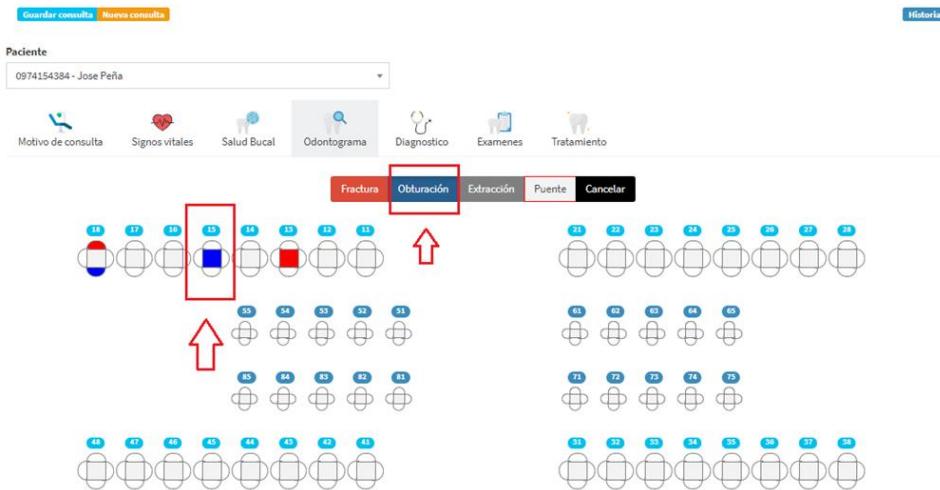 Guardar consulta Nueva consulta Historia
Paciente
0974154384 - Jose Peña
Motivo de consulta Signos vitales Salud Bucal Odontograma Diagnostico Examenes Tratamiento
Fractura Obturación Extracción Puente Cancelar
18 17 16 15 14 13 12 11 21 22 23 24 25 26 27 28
55 54 53 52 51 61 62 63 64 65
85 84 83 82 81 71 72 73 74 75
48 47 46 45 44 43 42 41 31 32 33 34 35 36 37 38